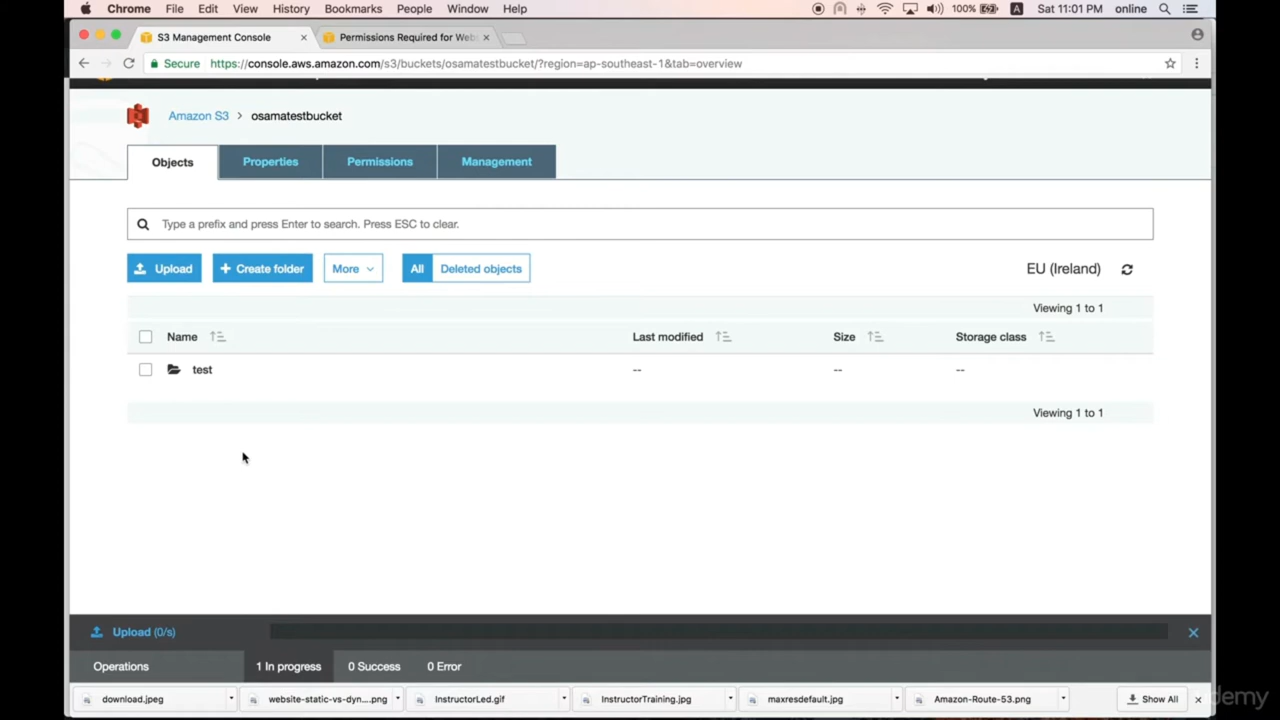 Chrome File Edit View History Bookmarks People Window Help 100% A Sat 11:01 PM online
S3 Management Console Permissions Required for Webs
Secure https://console.aws.amazon.com/s3/buckets/osamatestbucket/?region=ap-southeast-1&tab=overview
Amazon S3 > osamatestbucket
Objects Properties Permissions Management
Type a prefix and press Enter to search. Press ESC to clear.
Upload + Create folder More All Deleted objects EU (Ireland)
Viewing 1 to 1
Name Last modified Size Storage class
test -- -- --
Viewing 1 to 1
Upload (0/s)
Operations 1 In progress 0 Success 0 Error
download.jpeg website-static-vs-dyn....png InstructorLed.gif InstructorTraining.jpg maxresdefault.jpg Amazon-Route-53.png Show All